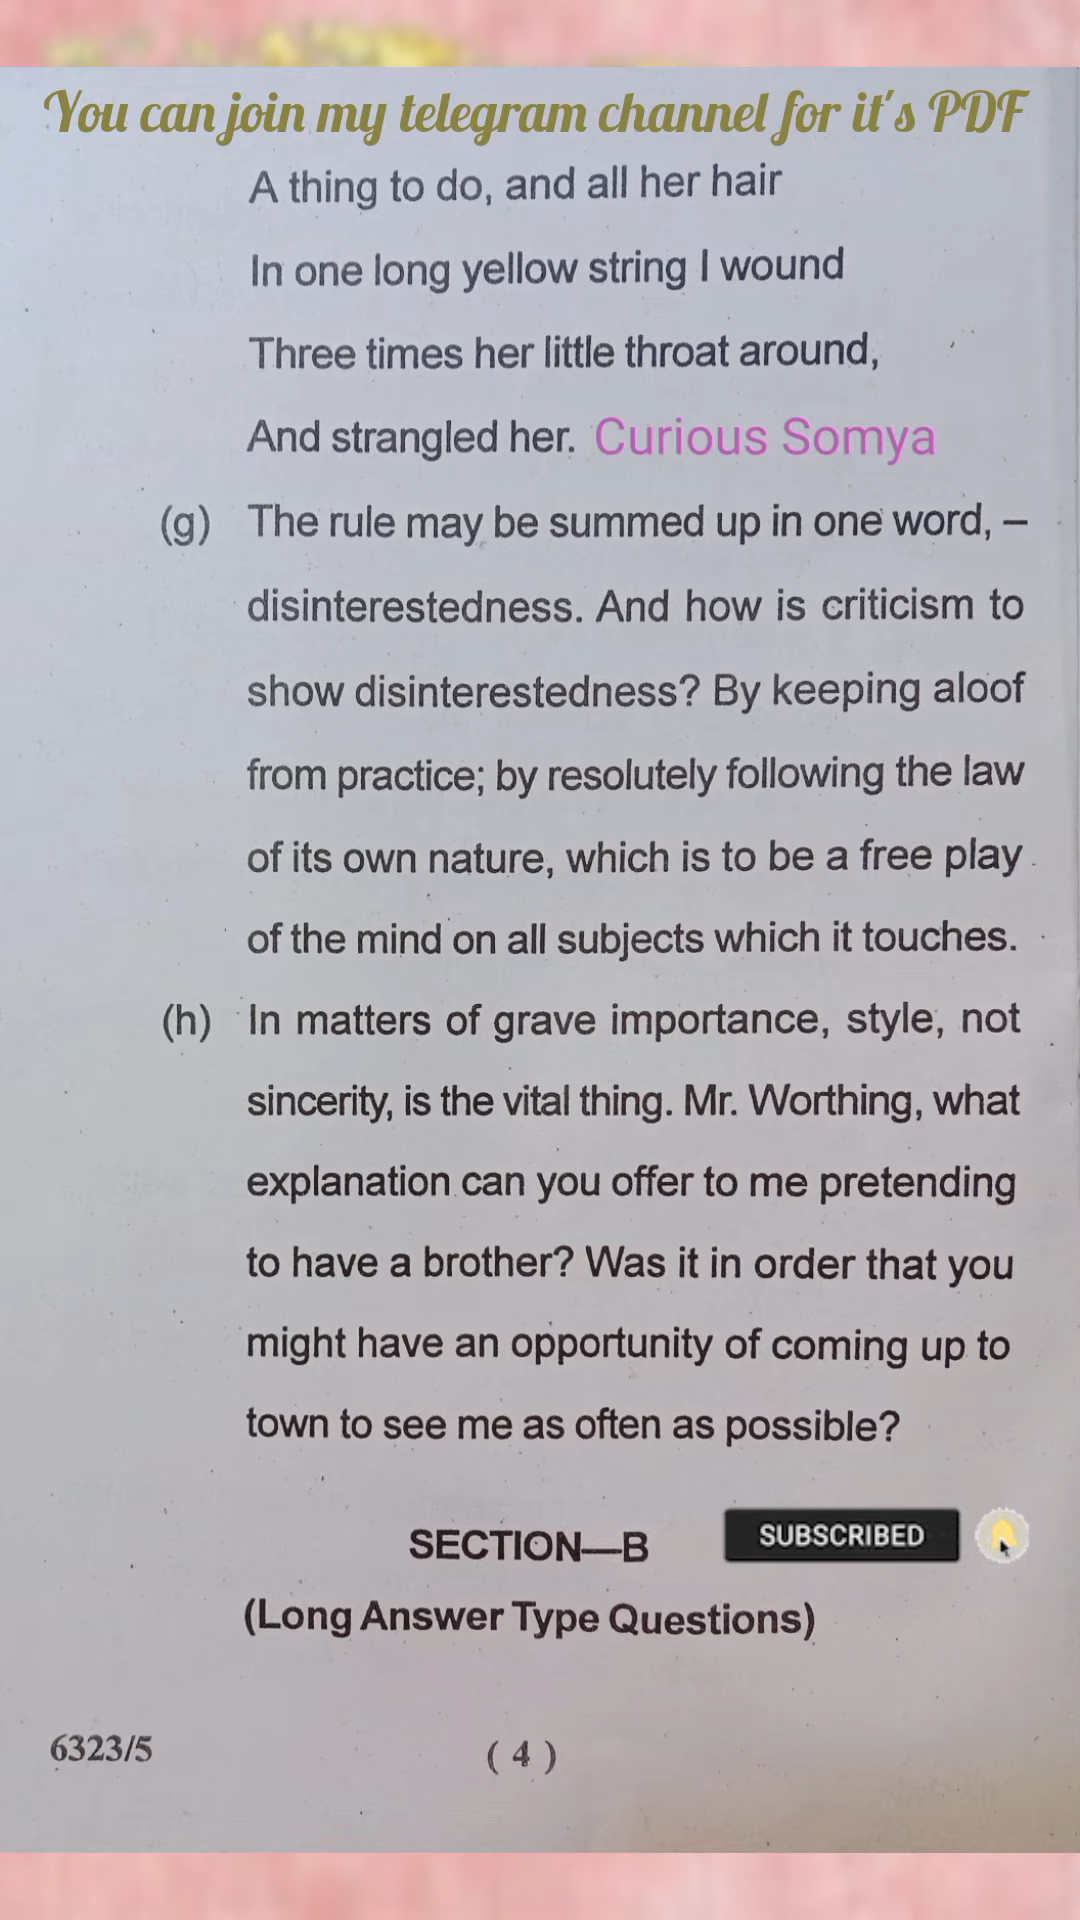 You can join my telegram channel for it's PDF
A thing to do, and all her hair
In one long yellow string I wound
Three times her little throat around,
And strangled her. Curious Somya
(g) The rule may be summed up in one word, –
disinterestedness. And how is criticism to
show disinterestedness? By keeping aloof
from practice; by resolutely following the law
of its own nature, which is to be a free play
of the mind on all subjects which it touches.
(h) In matters of grave importance, style, not
sincerity, is the vital thing. Mr. Worthing, what
explanation can you offer to me pretending
to have a brother? Was it in order that you
might have an opportunity of coming up to
town to see me as often as possible?
SECTION—B
SUBSCRIBED
(Long Answer Type Questions)
6323/5
( 4 )